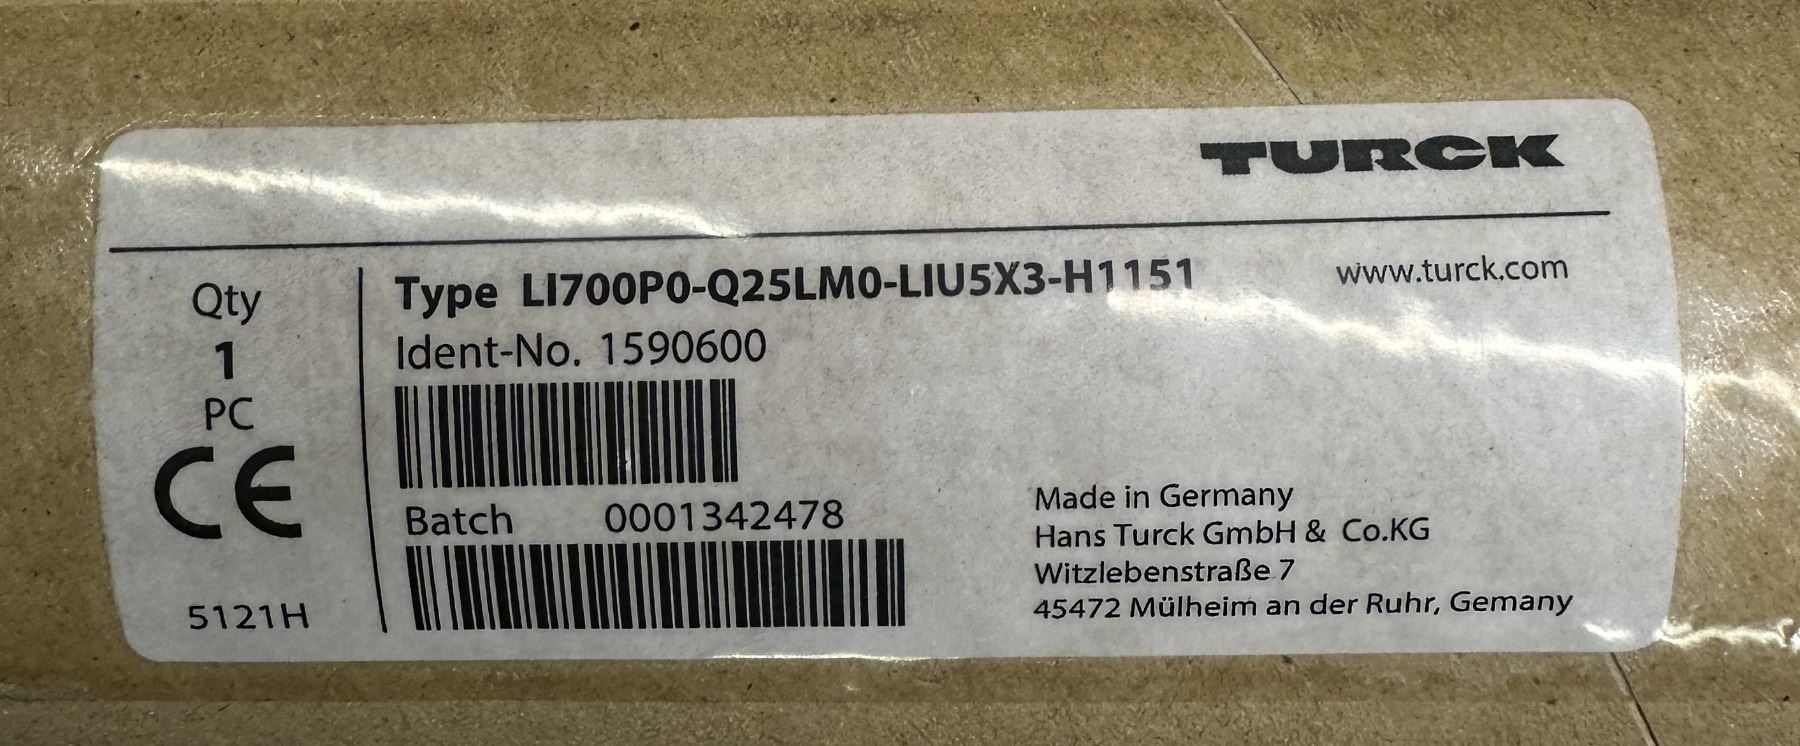 TURCK
Qty
1
PC
CE
5121H
Type LI700P0-Q25LM0-LIU5X3-H1151
www.turck.com
Ident-No. 1590600
Batch 0001342478
Made in Germany
Hans Turck GmbH & Co.KG
Witzlebenstraße 7
45472 Mülheim an der Ruhr, Gemany